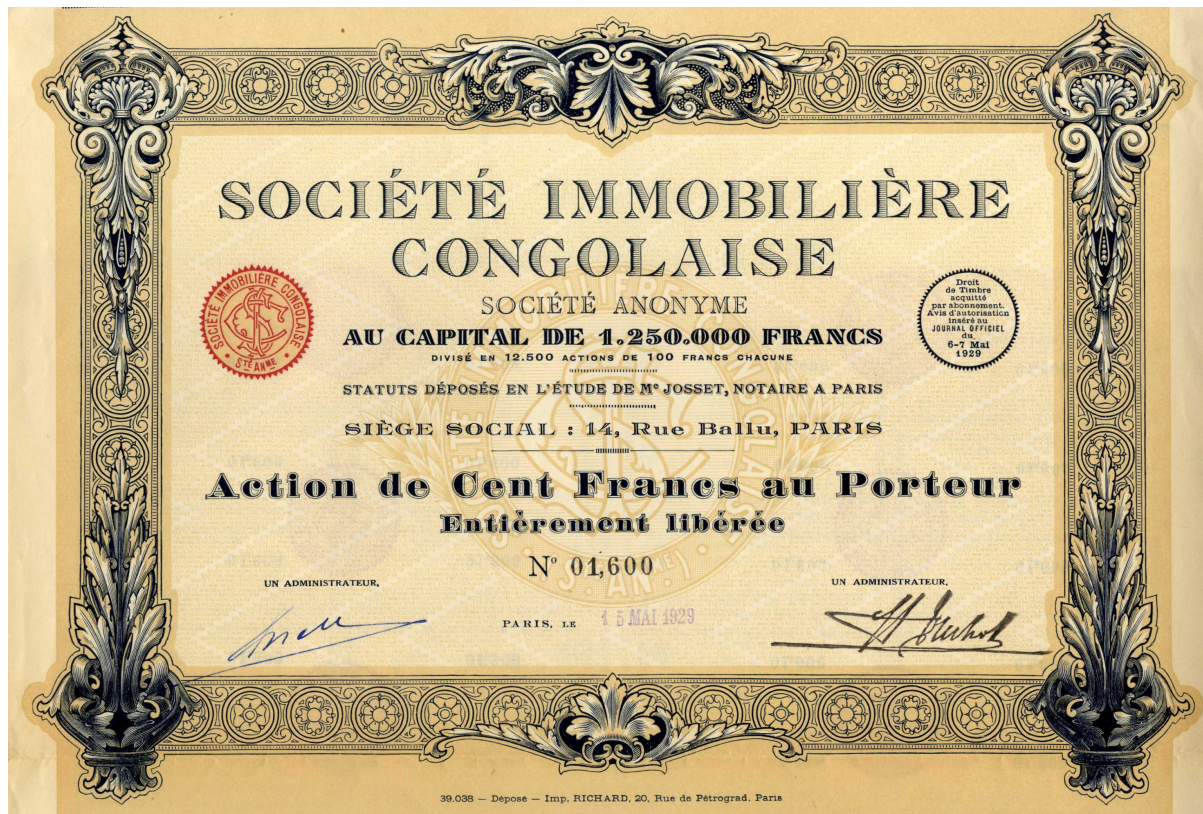 SOCIÉTÉ IMMOBILIÈRE
CONGOLAISE
SOCIÉTÉ ANONYME
AU CAPITAL DE 1.250.000 FRANCS
DIVISÉ EN 12.500 ACTIONS DE 100 FRANCS CHACUNE
STATUTS DÉPOSÉS EN L'ÉTUDE DE Me JOSSET, NOTAIRE A PARIS
SIÈGE SOCIAL : 14, Rue Ballu, PARIS
SOCIÉTÉ IMMOBILIÈRE CONGOLAISE
STÉ ANME
Droit
de Timbre
acquitté
par abonnement.
Avis d'autorisation
inséré au
JOURNAL OFFICIEL
du
6-7 Mai
1929
Action de Cent Francs au Porteur
Entièrement libérée
No 01,600
UN ADMINISTRATEUR,
UN ADMINISTRATEUR,
PARIS, LE 15 MAI 1929
39.038 — Déposé — Imp. RICHARD, 20, Rue de Pétrograd, Paris